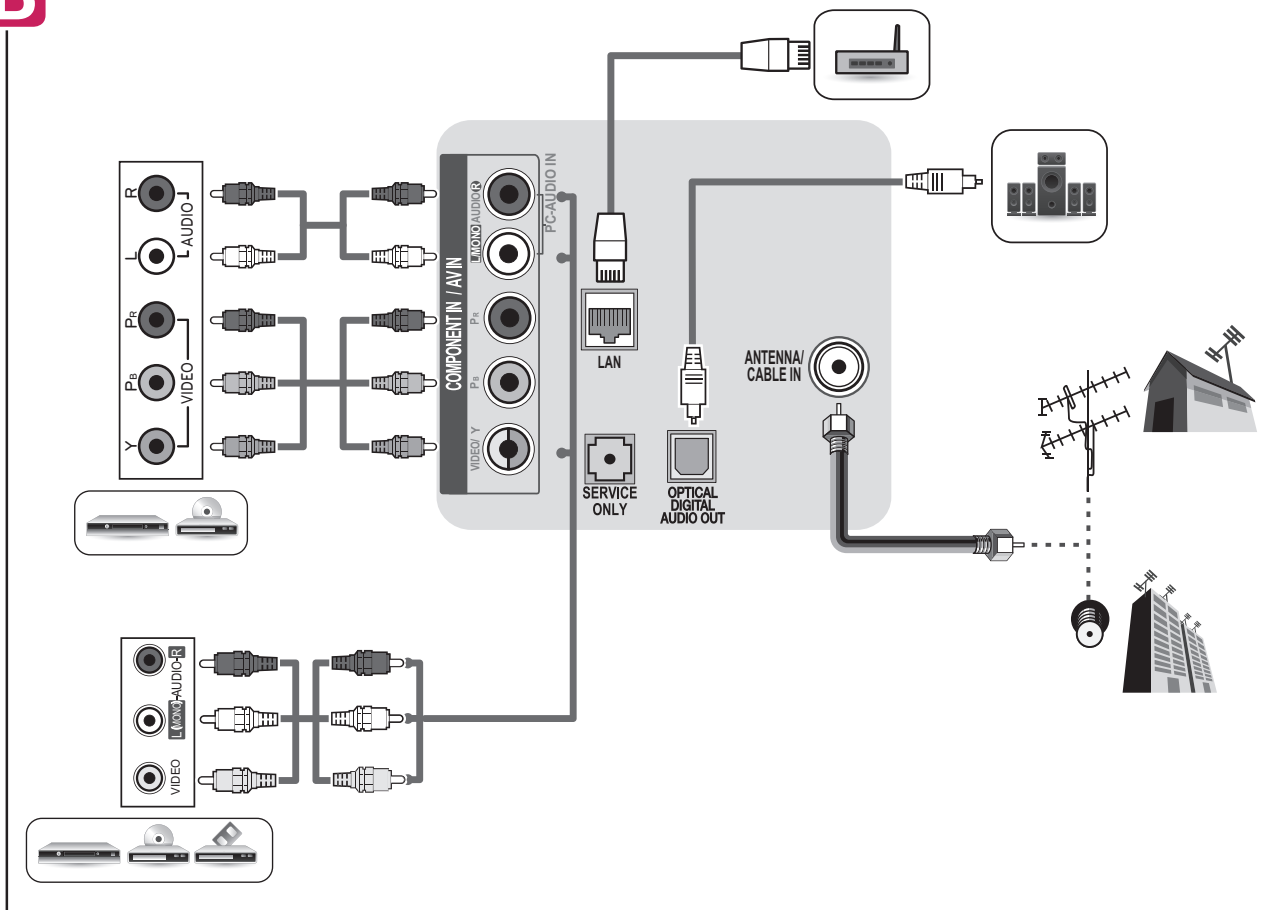 B
R
L
AUDIO
PR
PB
Y
VIDEO
COMPONENT IN / AV IN
L/MONO AUDIO R
PC-AUDIO IN
PR
PB
VIDEO/ Y
LAN
SERVICE
ONLY
OPTICAL
DIGITAL
AUDIO OUT
ANTENNA/
CABLE IN
L(MONO)-AUDIO-R
VIDEO